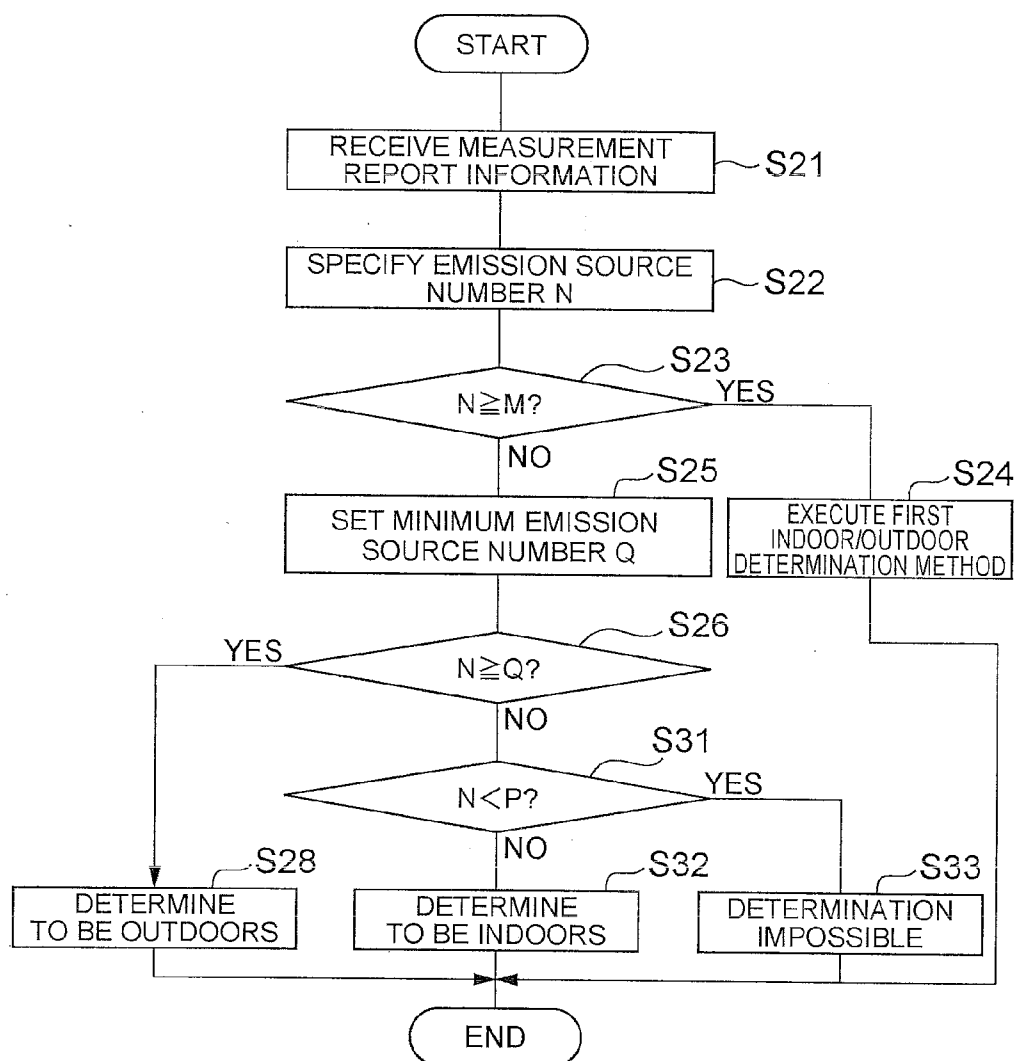 START
RECEIVE MEASUREMENT
REPORT INFORMATION
S21
SPECIFY EMISSION SOURCE
NUMBER N
S22
S23
N≧M?
YES
NO
S25
SET MINIMUM EMISSION
SOURCE NUMBER Q
S24
EXECUTE FIRST
INDOOR/OUTDOOR
DETERMINATION METHOD
S26
YES
N≧Q?
NO
S31
N<P?
YES
NO
S28
DETERMINE
TO BE OUTDOORS
S32
DETERMINE
TO BE INDOORS
S33
DETERMINATION
IMPOSSIBLE
END